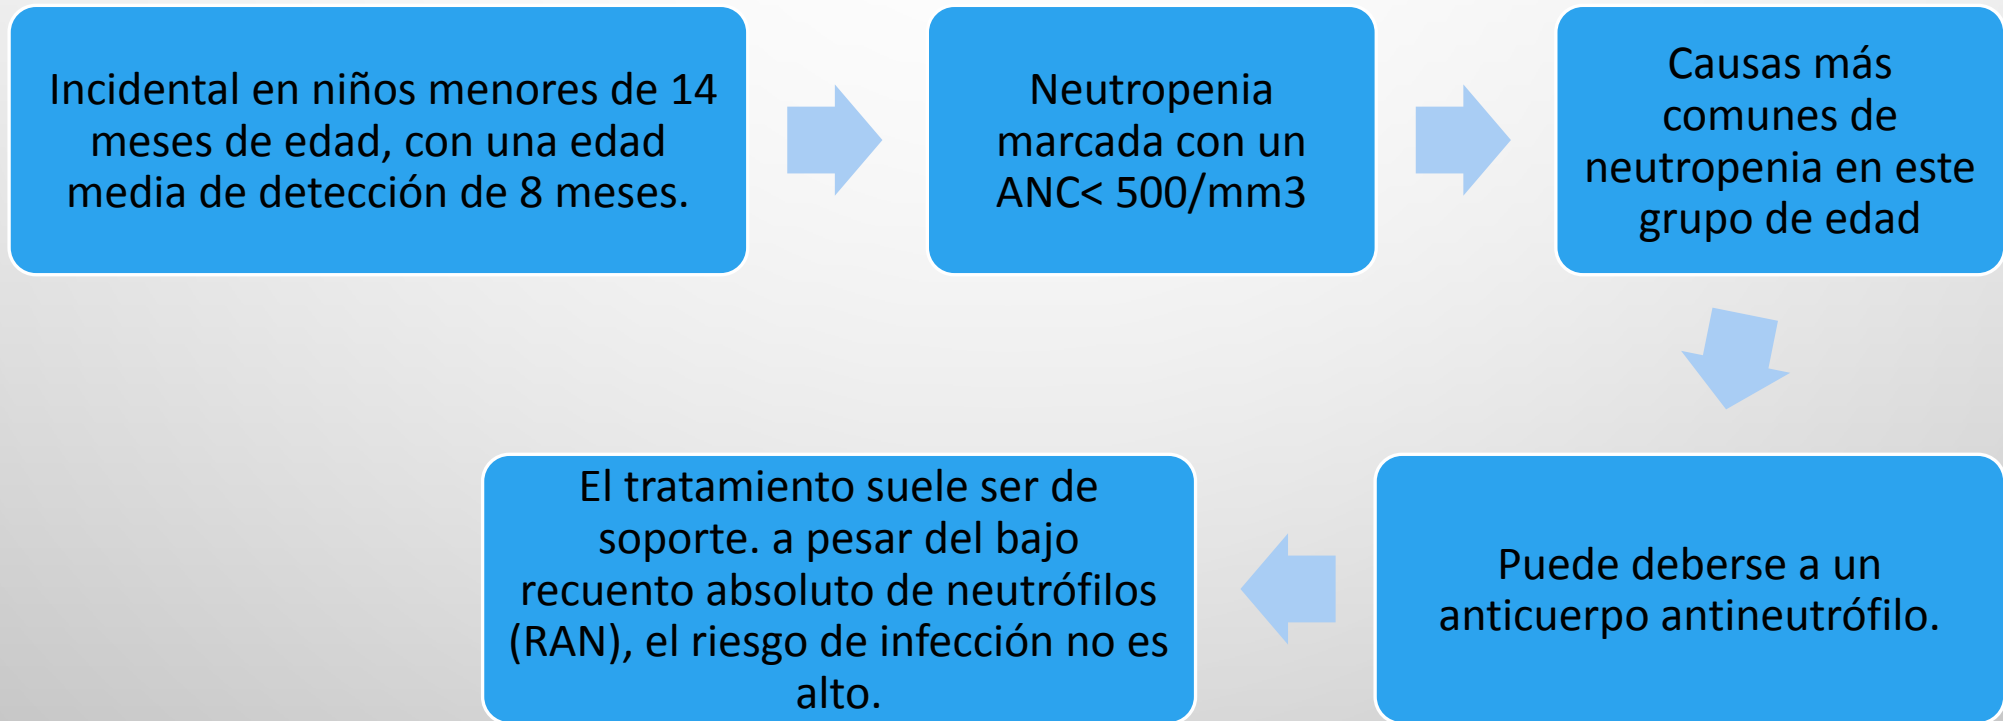 Incidental en niños menores de 14
meses de edad, con una edad
media de detección de 8 meses.
Neutropenia
marcada con un
ANC< 500/mm3
Causas más
comunes de
neutropenia en este
grupo de edad
Puede deberse a un
anticuerpo antineutrófilo.
El tratamiento suele ser de
soporte. a pesar del bajo
recuento absoluto de neutrófilos
(RAN), el riesgo de infección no es
alto.